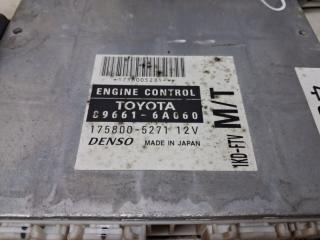 ENGINE CONTROL
TOYOTA
89661-6A060
175800-5271 12V
DENSO MADE IN JAPAN
M/T
1KD-FTV